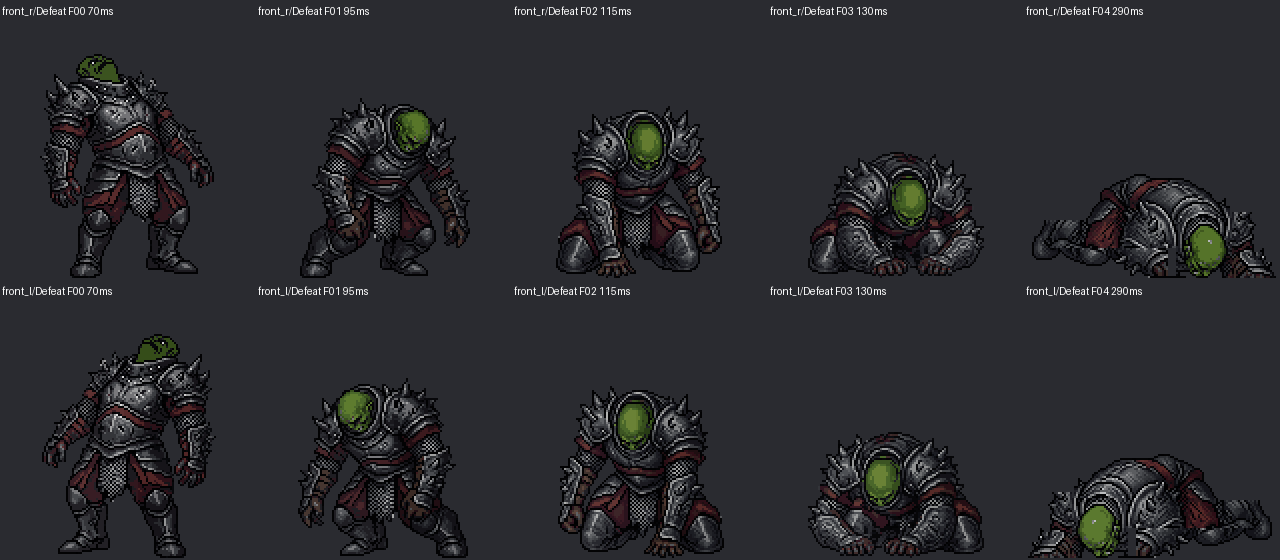 front_r/Defeat F00 70ms
front_r/Defeat F01 95ms
front_r/Defeat F02 115ms
front_r/Defeat F03 130ms
front_r/Defeat F04 290ms
front_l/Defeat F00 70ms
front_l/Defeat F01 95ms
front_l/Defeat F02 115ms
front_l/Defeat F03 130ms
front_l/Defeat F04 290ms